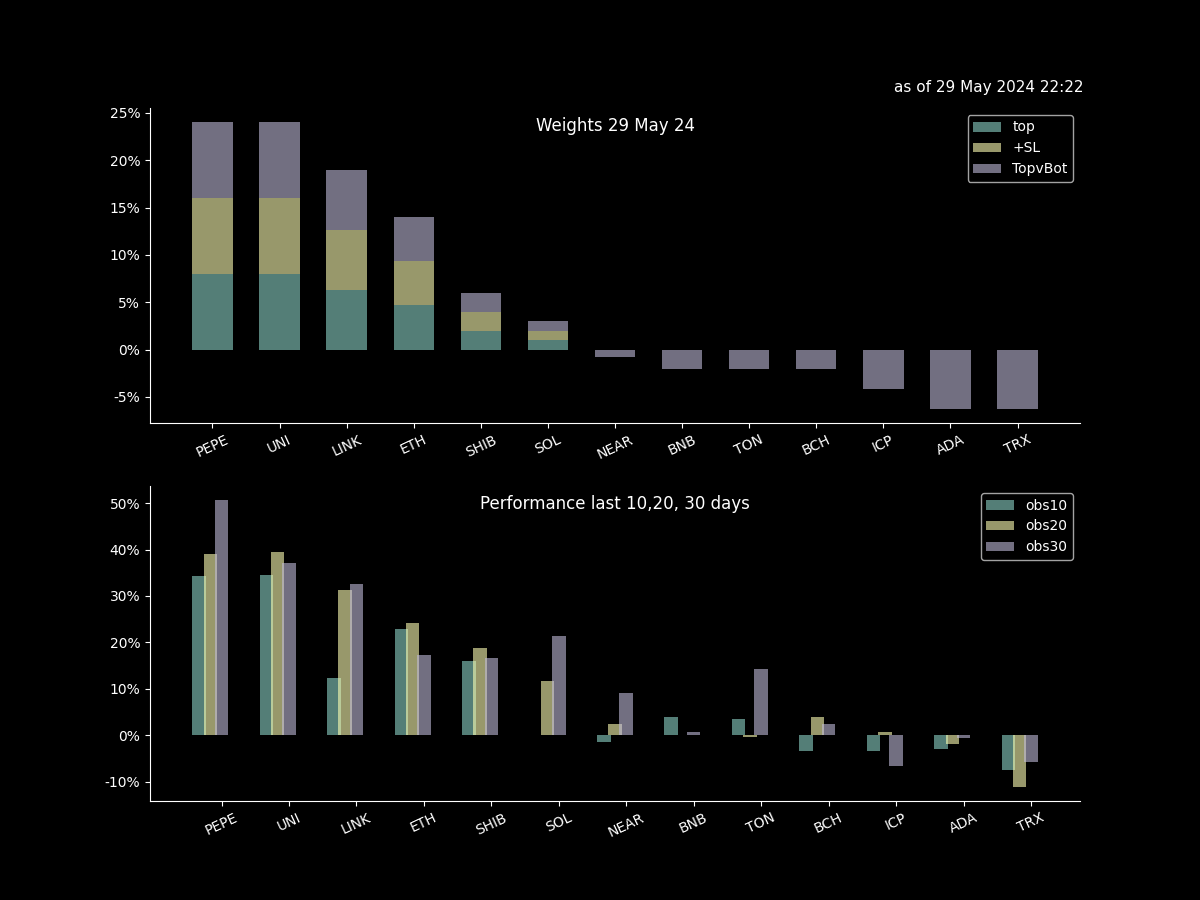 as of 29 May 2024 22:22
Weights 29 May 24
25%
20%
15%
10%
5%
0%
-5%
top
+SL
TopvBot
PEPE UNI LINK ETH SHIB SOL NEAR BNB TON BCH ICP ADA TRX
Performance last 10,20, 30 days
50%
40%
30%
20%
10%
0%
-10%
obs10
obs20
obs30
PEPE UNI LINK ETH SHIB SOL NEAR BNB TON BCH ICP ADA TRX